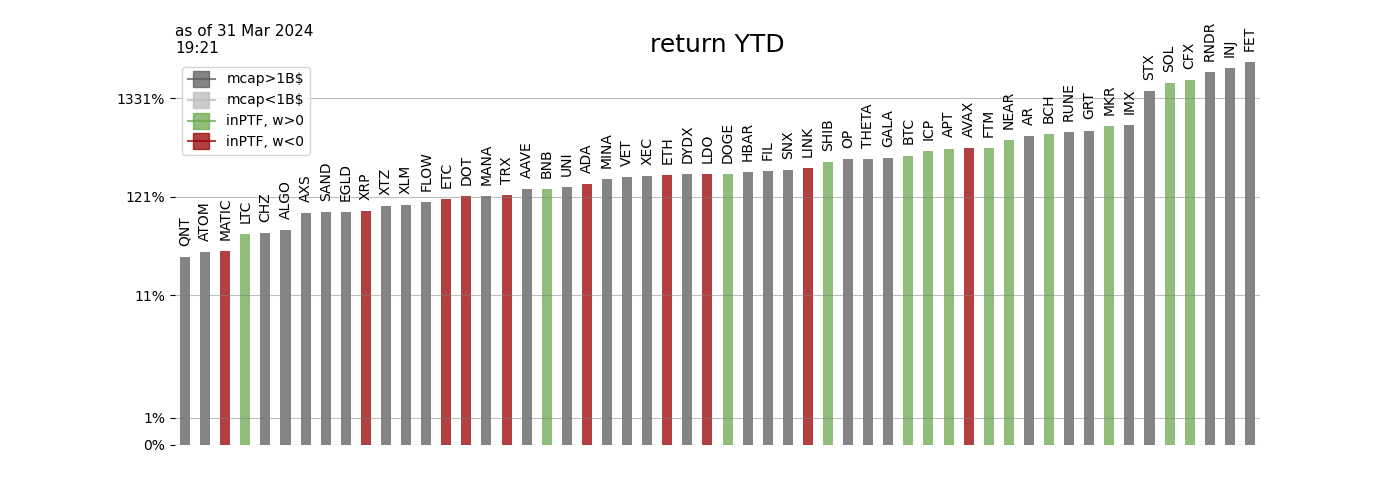 as of 31 Mar 2024
19:21
return YTD
mcap>1B$
mcap<1B$
inPTF, w>0
inPTF, w<0
1331%
121%
11%
1%
0%
QNT
ATOM
MATIC
LTC
CHZ
ALGO
AXS
SAND
EGLD
XRP
XTZ
XLM
FLOW
ETC
DOT
MANA
TRX
AAVE
BNB
UNI
ADA
MINA
VET
XEC
ETH
DYDX
LDO
DOGE
HBAR
FIL
SNX
LINK
SHIB
OP
THETA
GALA
BTC
ICP
APT
AVAX
FTM
NEAR
AR
BCH
RUNE
GRT
MKR
IMX
STX
SOL
CFX
RNDR
INJ
FET